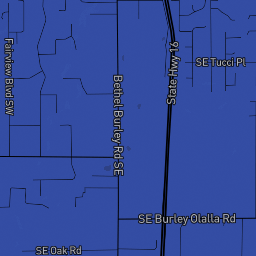 Fairview Blvd SW
Bethel Burley Rd SE
State Hwy 16
SE Tucci Pl
SE Burley Olalla Rd
SE Oak Rd